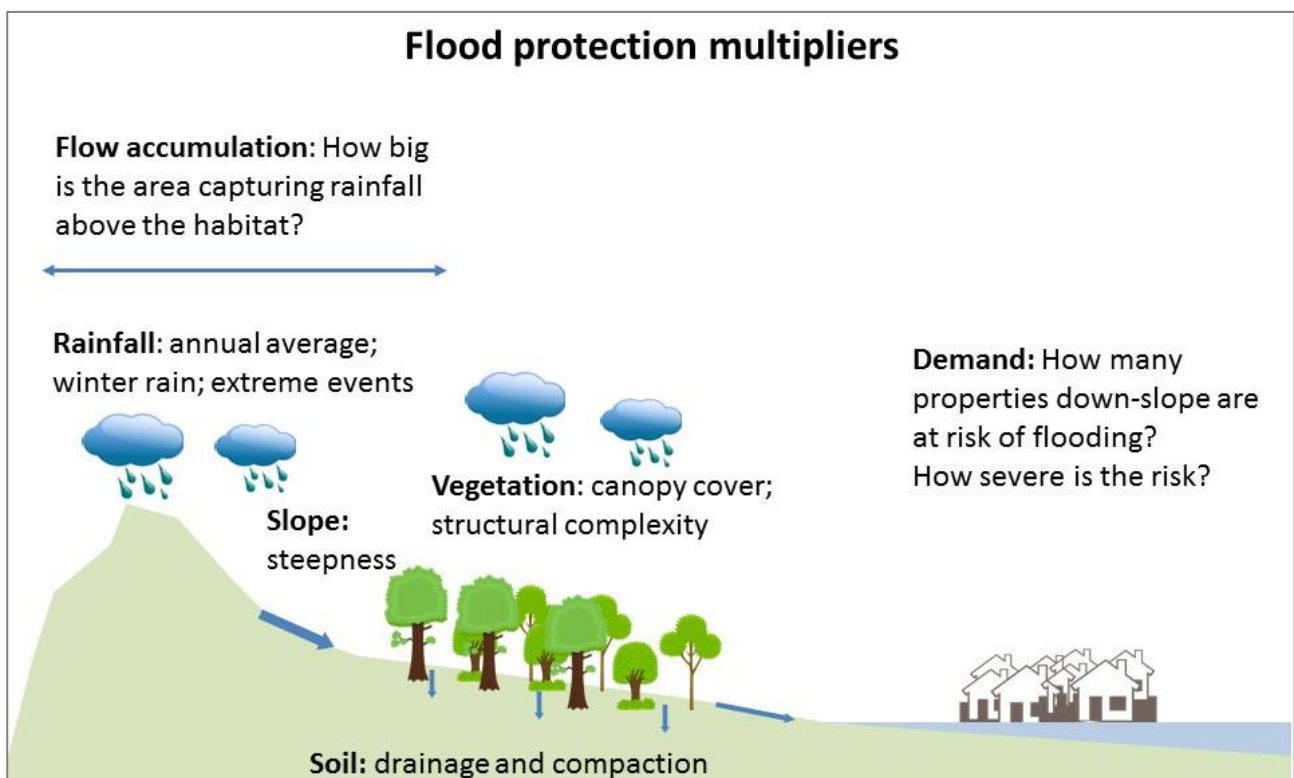 Flood protection multipliers
Flow accumulation: How big
is the area capturing rainfall
above the habitat?
Rainfall: annual average;
winter rain; extreme events
Demand: How many
properties down-slope are
at risk of flooding?
How severe is the risk?
Vegetation: canopy cover;
structural complexity
Slope:
steepness
Soil: drainage and compaction